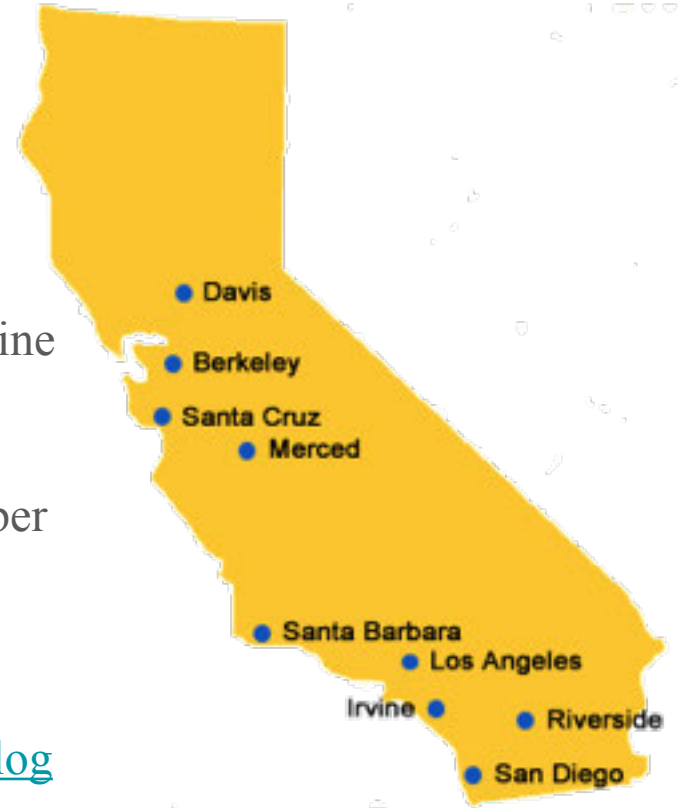 Davis
ine
Berkeley
Santa Cruz
Merced
ber
Santa Barbara
Los Angeles
Irvine
Riverside
log
San Diego